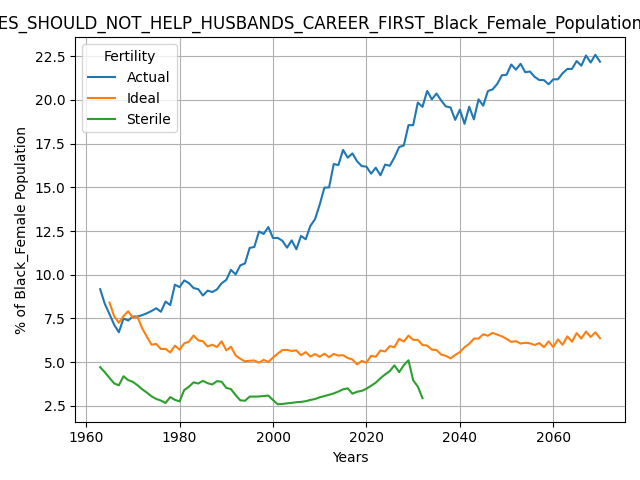 ES_SHOULD_NOT_HELP_HUSBANDS_CAREER_FIRST_Black_Female_Population
Fertility
Actual
Ideal
Sterile
% of Black_Female Population
22.5
20.0
17.5
15.0
12.5
10.0
7.5
5.0
2.5
1960
1980
2000
2020
2040
2060
Years